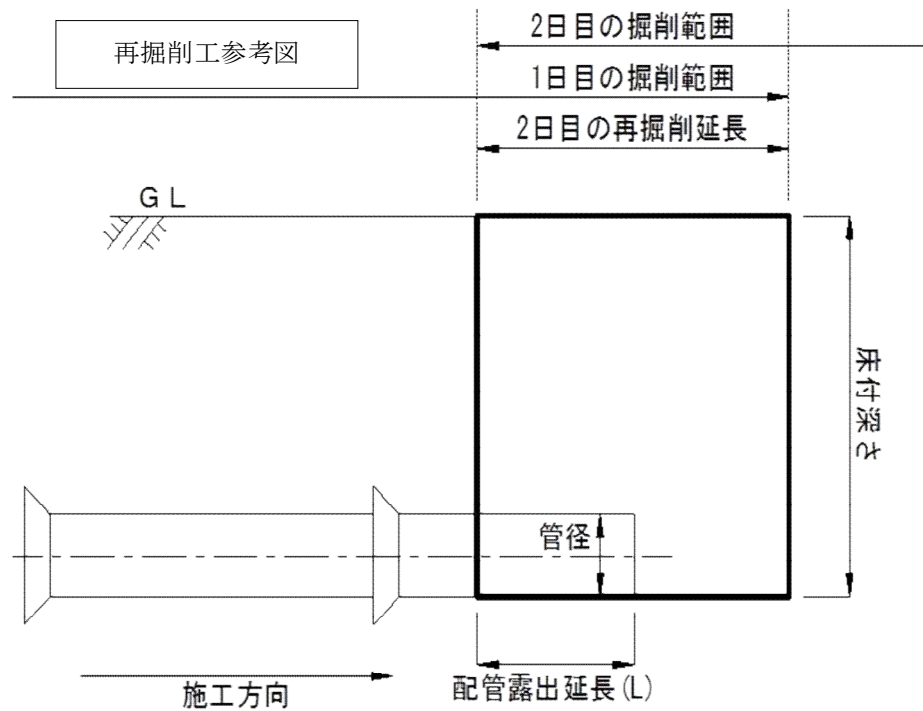 再掘削工参考図
2日目の掘削範囲
1日目の掘削範囲
2日目の再掘削延長
GL
床付深さ
管径
配管露出延長(L)
施工方向